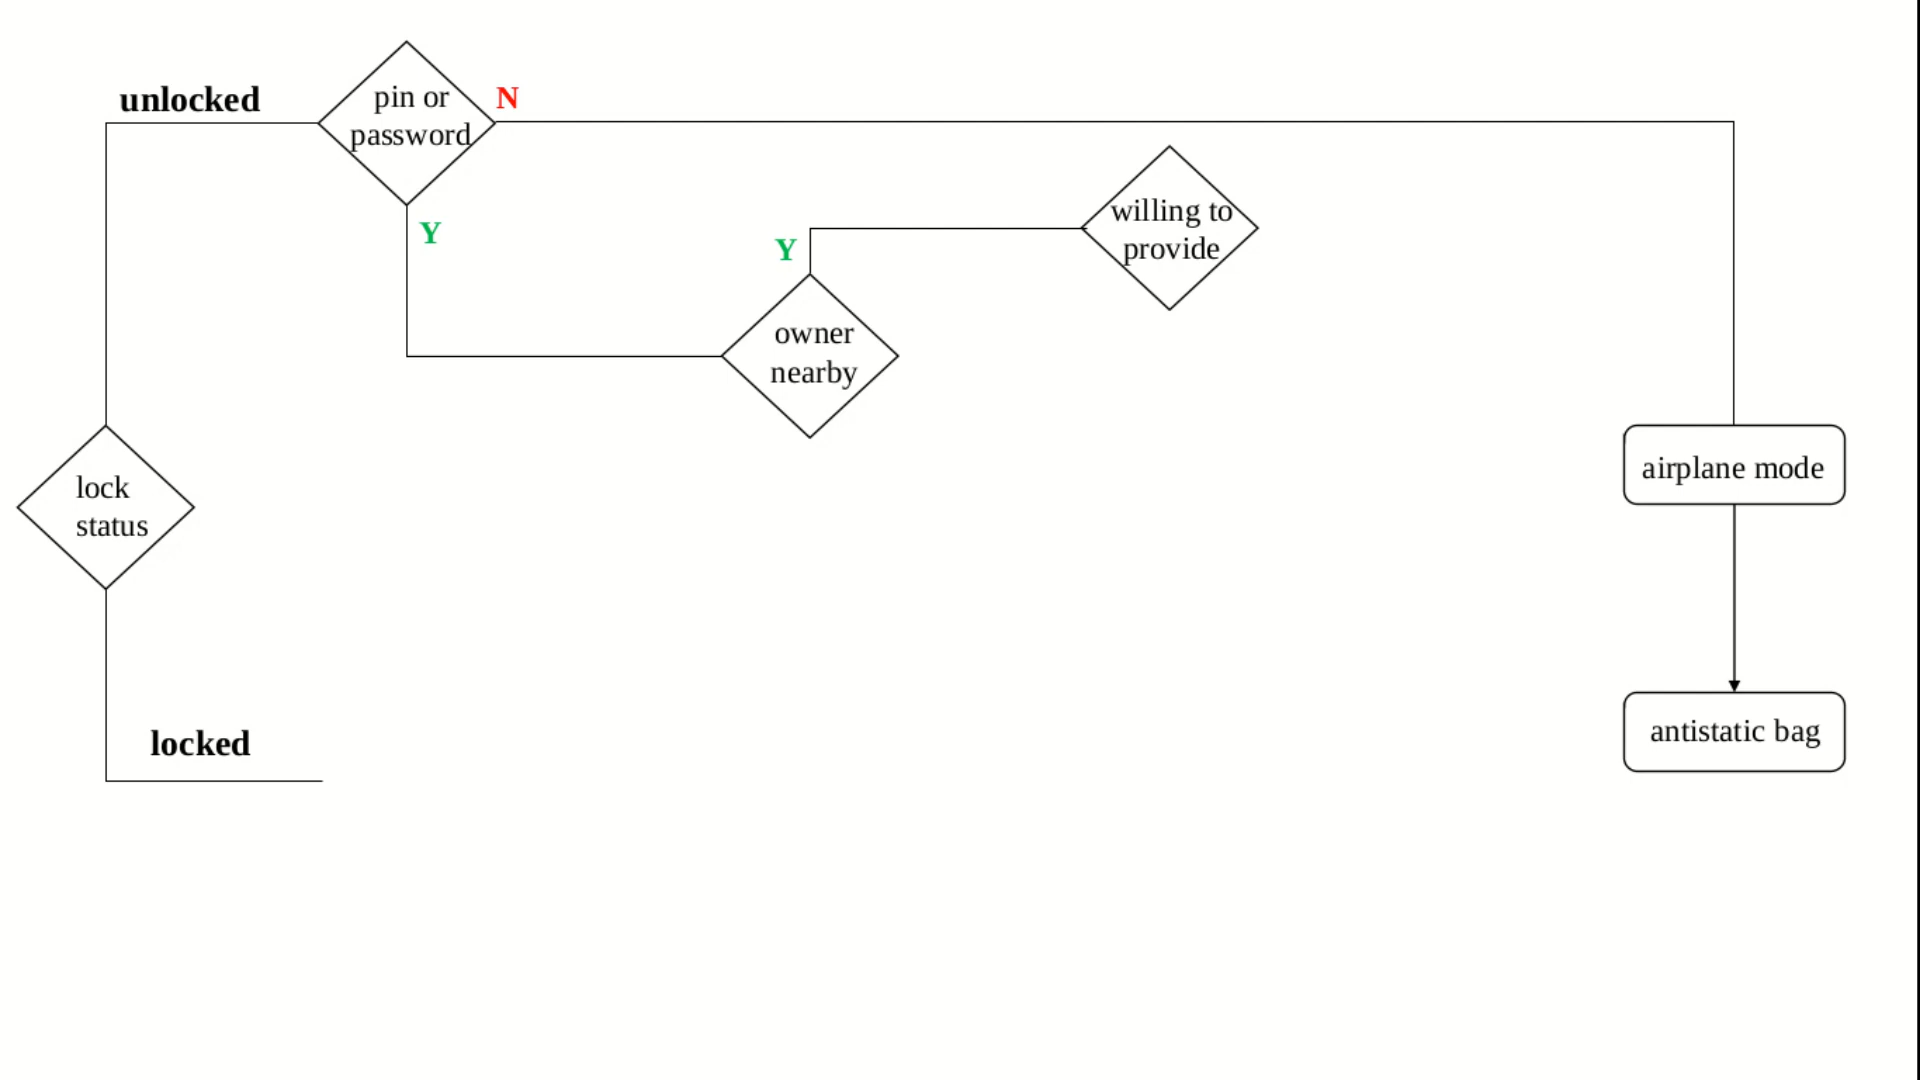 unlocked
pin or
password
N
Y
Y
willing to
provide
owner
nearby
lock
status
airplane mode
locked
antistatic bag